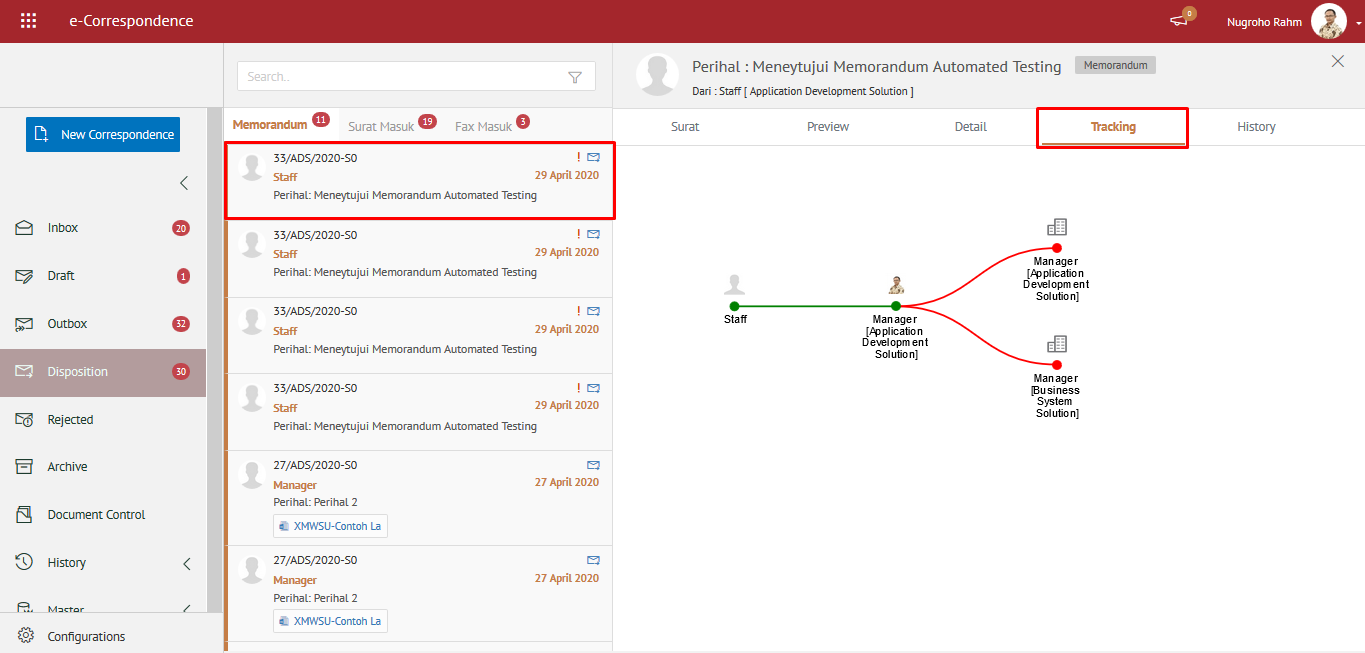 e-Correspondence
0
Nugroho Rahm
New Correspondence
Inbox 20
Draft 1
Outbox 32
Disposition 30
Rejected
Archive
Document Control
History
Master
Configurations
Search..
Memorandum 11 Surat Masuk 19 Fax Masuk 3
33/ADS/2020-S0
Staff 29 April 2020
Perihal: Meneytujui Memorandum Automated Testing
33/ADS/2020-S0
Staff 29 April 2020
Perihal: Meneytujui Memorandum Automated Testing
33/ADS/2020-S0
Staff 29 April 2020
Perihal: Meneytujui Memorandum Automated Testing
33/ADS/2020-S0
Staff 29 April 2020
Perihal: Meneytujui Memorandum Automated Testing
27/ADS/2020-S0
Manager 27 April 2020
Perihal: Perihal 2
XMWSU-Contoh La
27/ADS/2020-S0
Manager 27 April 2020
Perihal: Perihal 2
XMWSU-Contoh La
Perihal : Meneytujui Memorandum Automated Testing Memorandum
Dari : Staff [ Application Development Solution ]
Surat Preview Detail Tracking History
Staff
Manager
[Application
Development
Solution]
Manager
[Application
Development
Solution]
Manager
[Business
System
Solution]